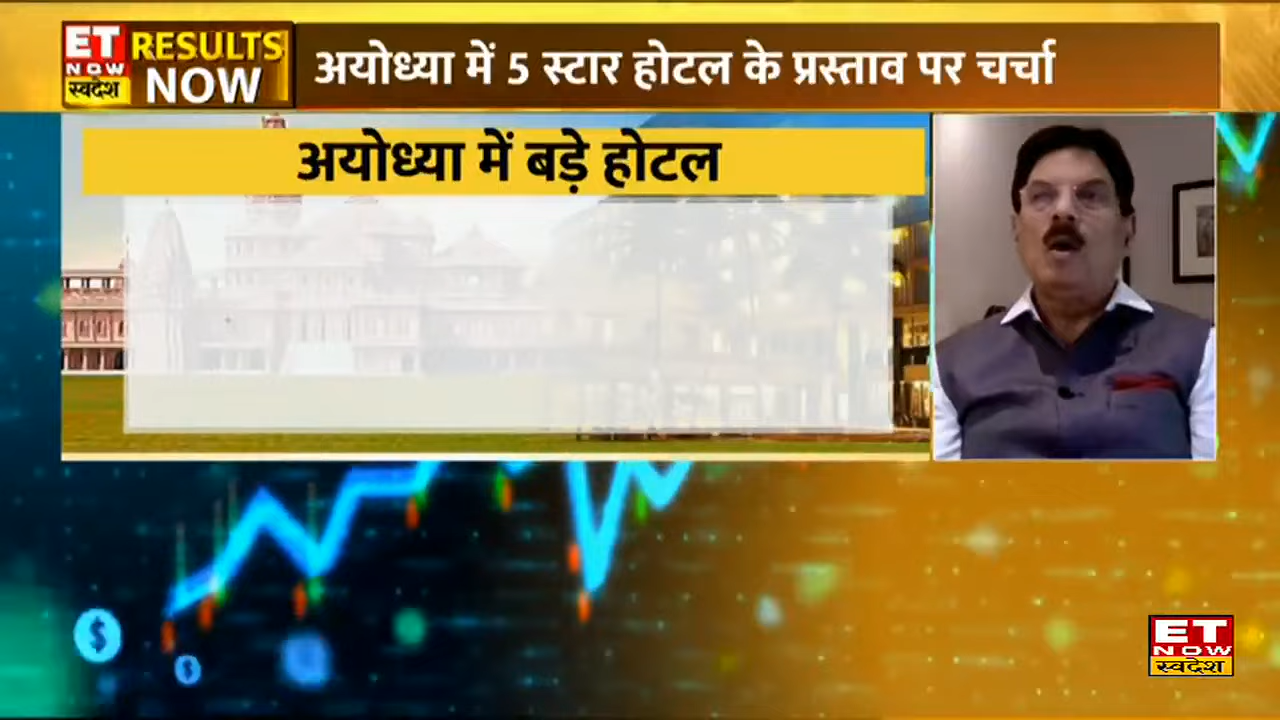 ET
NOW
स्वदेश
RESULTS
NOW
अयोध्या में 5 स्टार होटल के प्रस्ताव पर चर्चा
अयोध्या में बड़े होटल
ET
NOW
स्वदेश